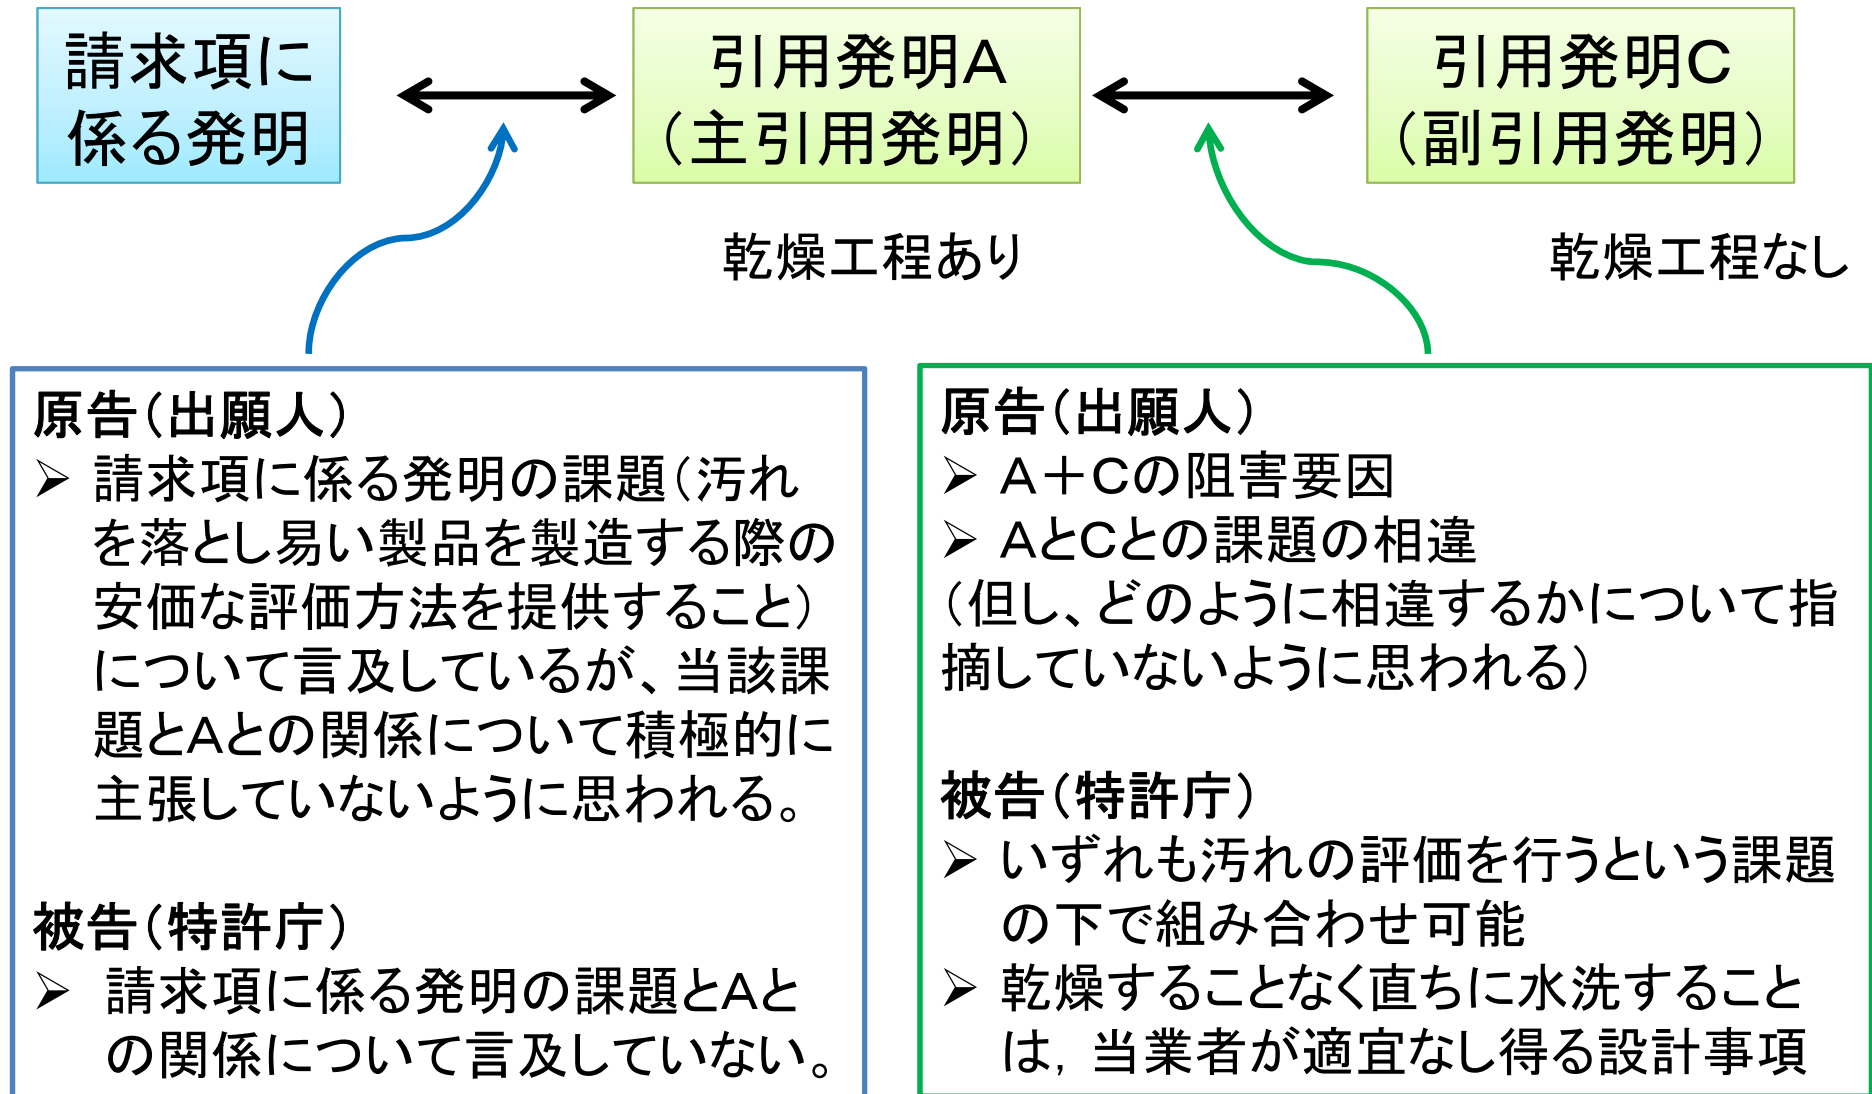 請求項に
係る発明
引用発明A
（主引用発明）
引用発明C
（副引用発明）
乾燥工程あり
乾燥工程なし
原告（出願人）
➢ 請求項に係る発明の課題（汚れ
を落とし易い製品を製造する際の
安価な評価方法を提供すること）
について言及しているが、当該課
題とAとの関係について積極的に
主張していないように思われる。
被告（特許庁）
➢ 請求項に係る発明の課題とAと
の関係について言及していない。
原告（出願人）
➢ A＋Cの阻害要因
➢ AとCとの課題の相違
（但し、どのように相違するかについて指
摘していないように思われる）
被告（特許庁）
➢ いずれも汚れの評価を行うという課題
の下で組み合わせ可能
➢ 乾燥することなく直ちに水洗すること
は，当業者が適宜なし得る設計事項